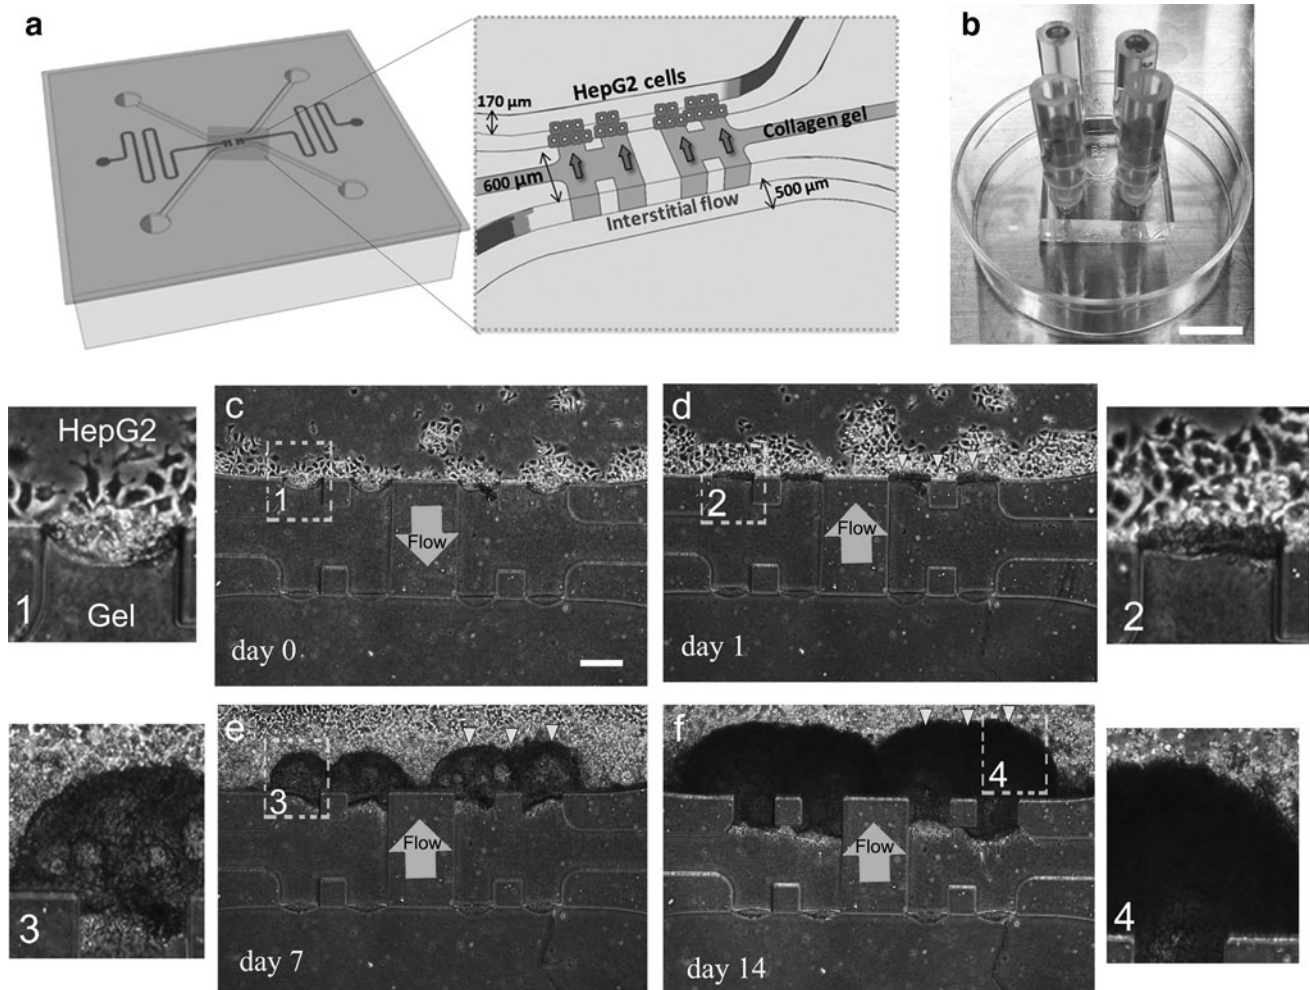 a
b
HepG2 cells
170 µm
Collagen gel
600 µm
500 µm
Interstitial flow
HepG2
1
Gel
c
1
Flow
day 0
d
2
Flow
day 1
2
3
e
3
Flow
day 7
f
4
Flow
day 14
4